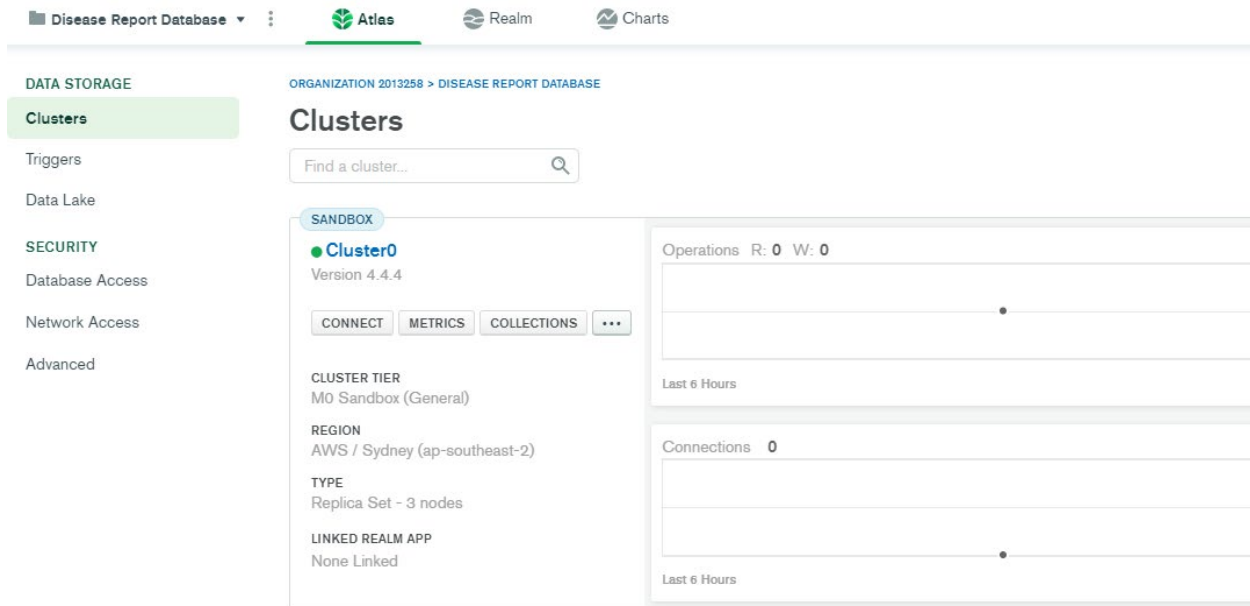 Disease Report Database
Atlas
Realm
Charts
DATA STORAGE
Clusters
Triggers
Data Lake
SECURITY
Database Access
Network Access
Advanced
ORGANIZATION 2013258 > DISEASE REPORT DATABASE
Clusters
Find a cluster...
SANDBOX
Cluster0
Version 4.4.4
CONNECT METRICS COLLECTIONS ...
CLUSTER TIER
M0 Sandbox (General)
REGION
AWS / Sydney (ap-southeast-2)
TYPE
Replica Set - 3 nodes
LINKED REALM APP
None Linked
Operations R: 0 W: 0
Last 6 Hours
Connections 0
Last 6 Hours